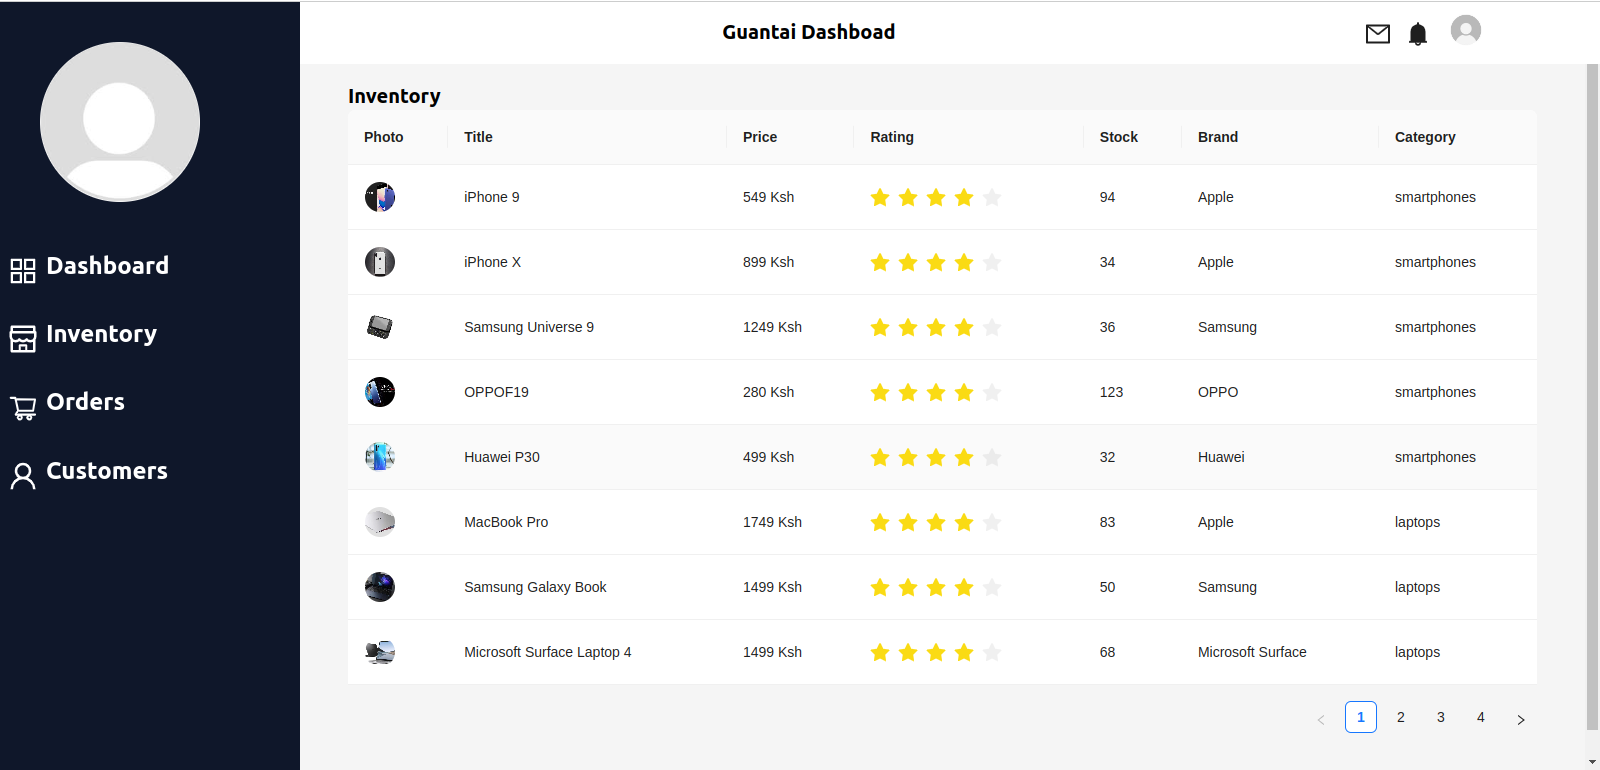 Guantai Dashboad
Dashboard
Inventory
Orders
Customers
Inventory
Photo Title Price Rating Stock Brand Category
iPhone 9 549 Ksh 94 Apple smartphones
iPhone X 899 Ksh 34 Apple smartphones
Samsung Universe 9 1249 Ksh 36 Samsung smartphones
OPPOF19 280 Ksh 123 OPPO smartphones
Huawei P30 499 Ksh 32 Huawei smartphones
MacBook Pro 1749 Ksh 83 Apple laptops
Samsung Galaxy Book 1499 Ksh 50 Samsung laptops
Microsoft Surface Laptop 4 1499 Ksh 68 Microsoft Surface laptops
< 1 2 3 4 >